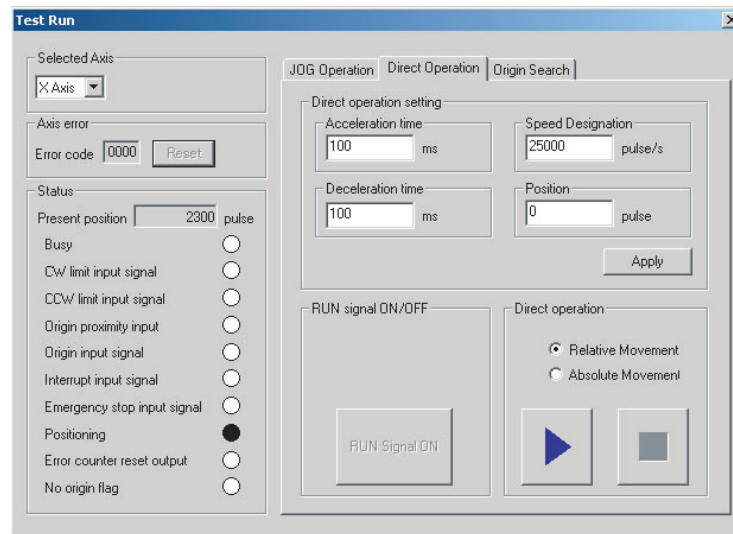 Test Run
Selected Axis
X Axis
Axis error
Error code 0000 Reset
Status
Present position 2300 pulse
Busy
CW limit input signal
CCW limit input signal
Origin proximity input
Origin input signal
Interrupt input signal
Emergency stop input signal
Positioning
Error counter reset output
No origin flag
JOG Operation Direct Operation Origin Search
Direct operation setting
Acceleration time
100 ms
Speed Designation
25000 pulse/s
Deceleration time
100 ms
Position
0 pulse
Apply
RUN signal ON/OFF
RUN Signal ON
Direct operation
Relative Movement
Absolute Movement